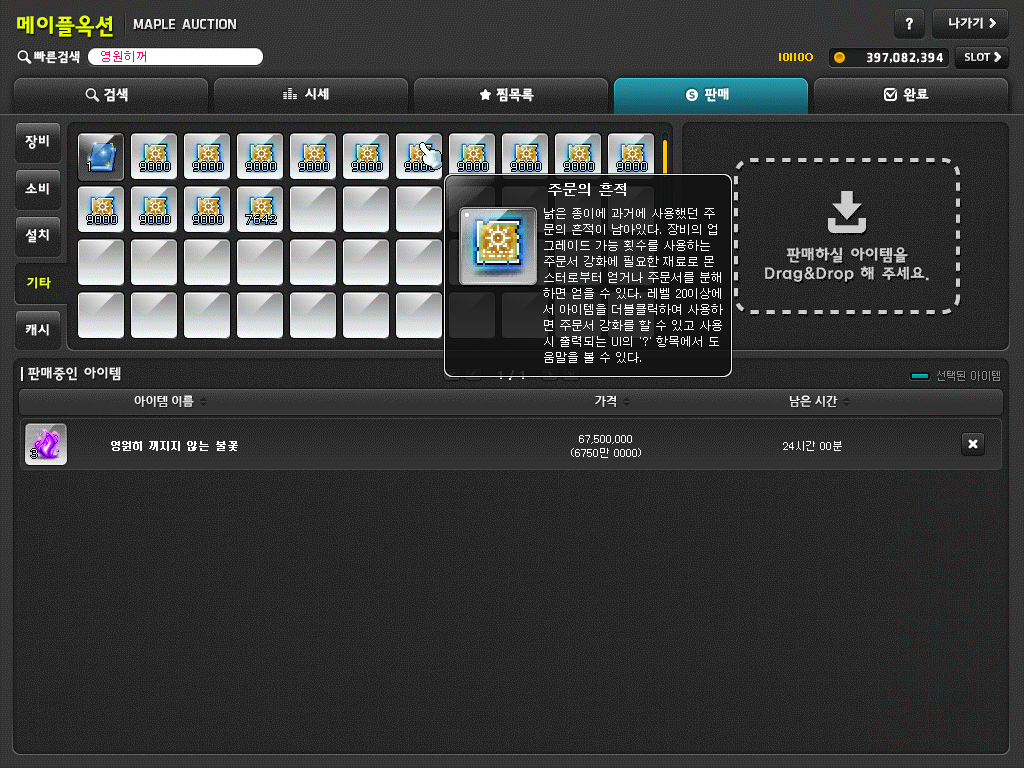 메이플옥션 MAPLE AUCTION ? 나가기
빠른검색 영원히꺼 397,082,394 SLOT
검색 시세 찜목록 판매 완료
장비
소비
설치
기타
캐시
1 9000 9000 9000 9000 9000 9000 9000 9000 9000 9000
9000 9000 9000 7542
주문의 흔적
낡은 종이에 과거에 사용했던 주
문의 흔적이 남아있다. 장비의 업
그레이드 가능 횟수를 사용하는
주문서 강화에 필요한 재료로 몬
스터로부터 얻거나 주문서를 분해
하면 얻을 수 있다. 레벨 20이상에
서 아이템을 더블클릭하여 사용하
면 주문서 강화를 할 수 있고 사용
시 출력되는 UI의 '?' 항목에서 도
움말을 볼 수 있다.
판매하실 아이템을
Drag&Drop 해 주세요.
판매중인 아이템 1 / 1 선택된 아이템
아이템 이름 가격 남은 시간
3 영원히 꺼지지 않는 불꽃 67,500,000 24시간 00분
(6750만 0000)